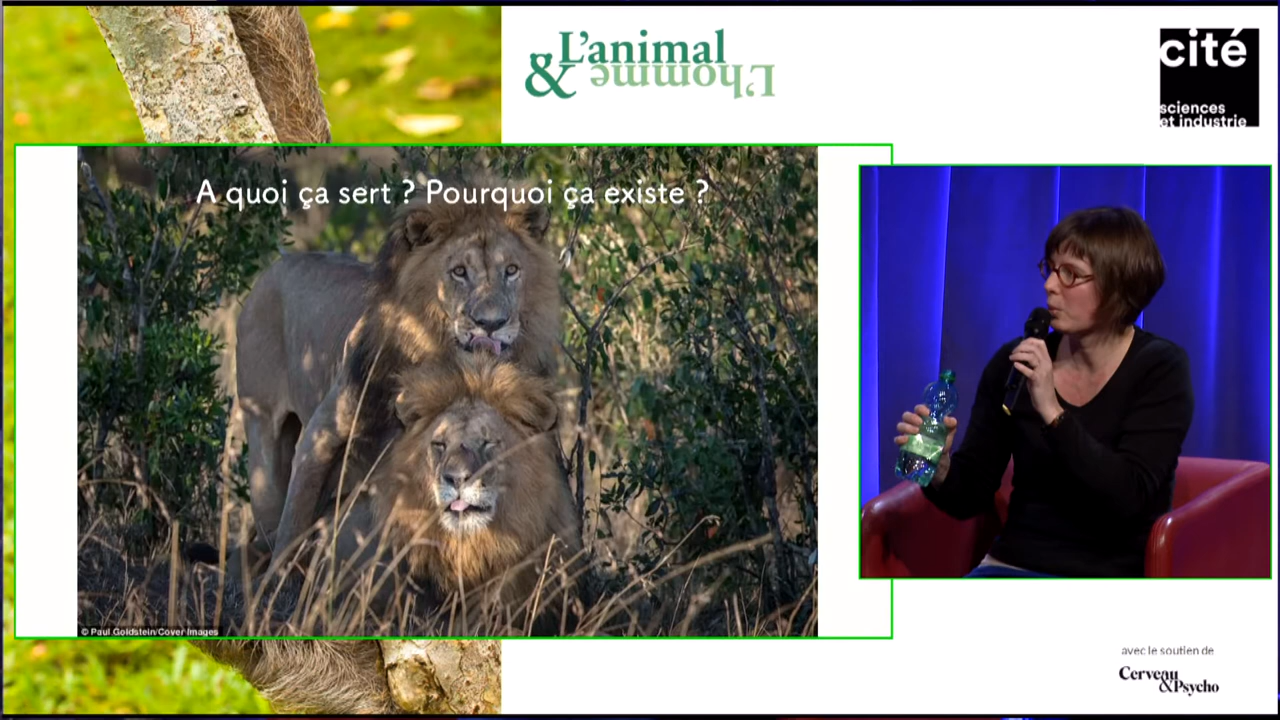 L'animal
& L'homme
cité
sciences
et industrie
A quoi ça sert ? Pourquoi ça existe ?
© Paul Goldstein/Cover Images
avec le soutien de
Cerveau
&Psycho